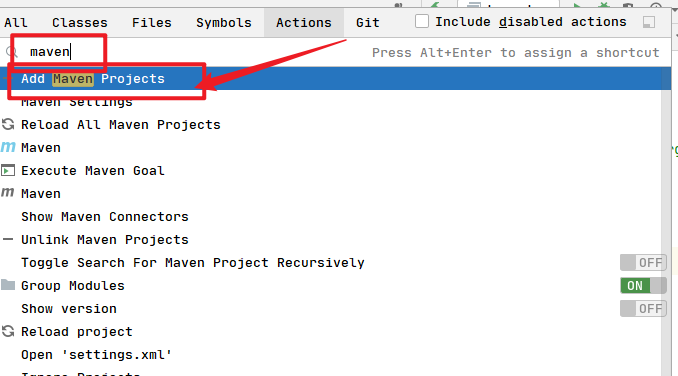 All Classes Files Symbols Actions Git Include disabled actions
maven Press Alt+Enter to assign a shortcut
Add Maven Projects
Maven Settings
Reload All Maven Projects
m Maven
Execute Maven Goal
m Maven
Show Maven Connectors
Unlink Maven Projects
Toggle Search For Maven Project Recursively OFF
Group Modules ON
Show version OFF
Reload project
Open 'settings.xml'
Ignore Projects